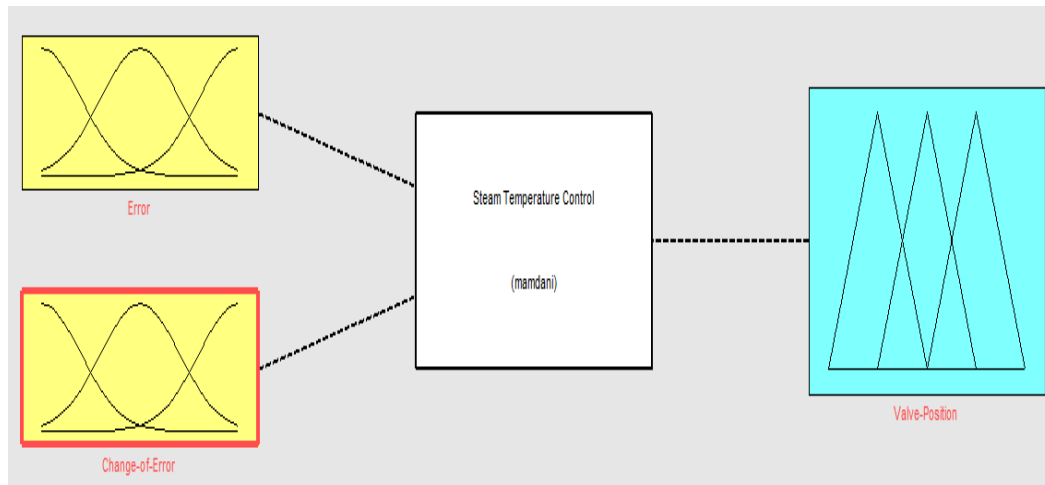 Error
Steam Temperature Control
(mamdani)
Valve-Position
Change-of-Error